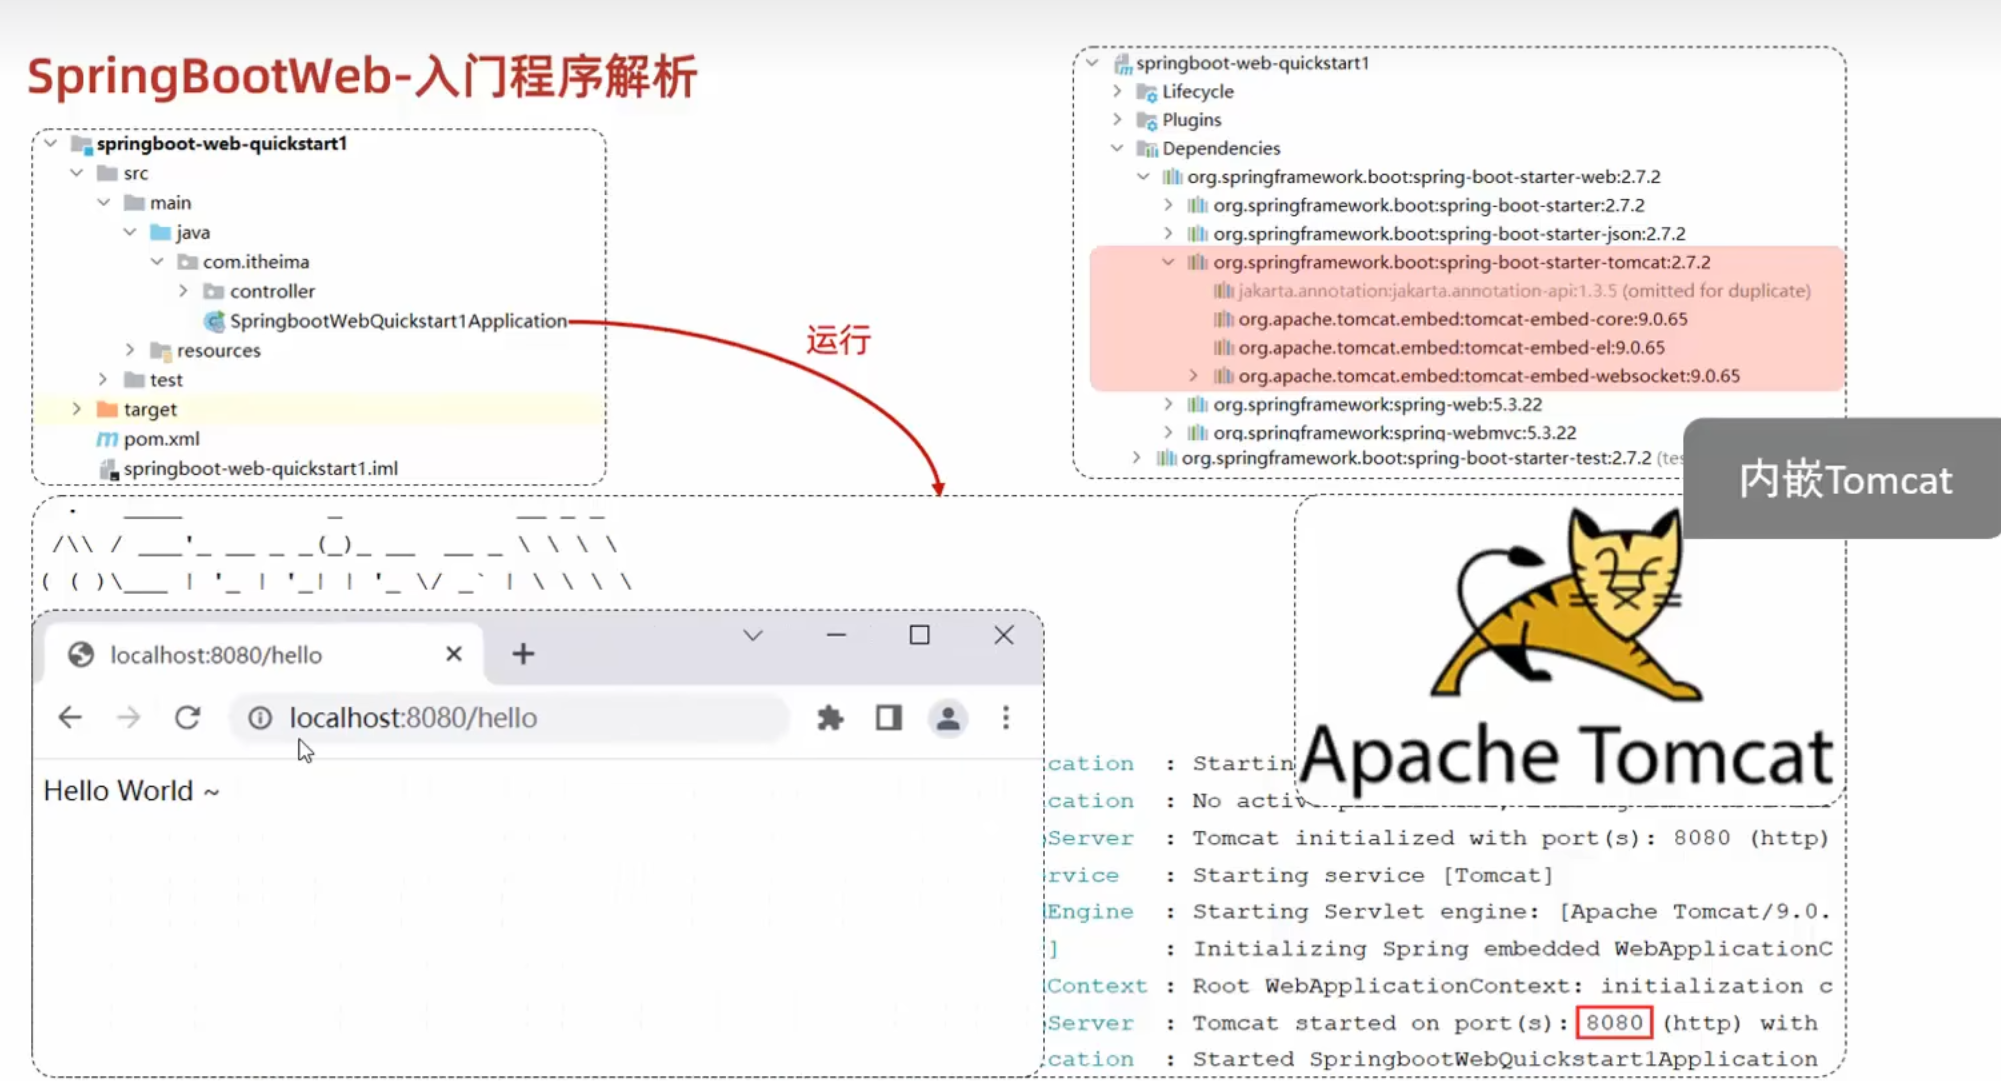 SpringBootWeb-入门程序解析
springboot-web-quickstart1
src
main
java
com.itheima
controller
SpringbootWebQuickstart1Application
resources
test
target
pom.xml
springboot-web-quickstart1.iml
运行
springboot-web-quickstart1
Lifecycle
Plugins
Dependencies
org.springframework.boot:spring-boot-starter-web:2.7.2
org.springframework.boot:spring-boot-starter:2.7.2
org.springframework.boot:spring-boot-starter-json:2.7.2
org.springframework.boot:spring-boot-starter-tomcat:2.7.2
jakarta.annotation:jakarta.annotation-api:1.3.5 (omitted for duplicate)
org.apache.tomcat.embed:tomcat-embed-core:9.0.65
org.apache.tomcat.embed:tomcat-embed-el:9.0.65
org.apache.tomcat.embed:tomcat-embed-websocket:9.0.65
org.springframework:spring-web:5.3.22
org.springframework:spring-webmvc:5.3.22
org.springframework.boot:spring-boot-starter-test:2.7.2 (tes
内嵌Tomcat
Apache Tomcat
localhost:8080/hello
localhost:8080/hello
Hello World ~
cation : Startin
cation : No activ
Server : Tomcat initialized with port(s): 8080 (http)
rvice : Starting service [Tomcat]
Engine : Starting Servlet engine: [Apache Tomcat/9.0.
] : Initializing Spring embedded WebApplicationC
Context : Root WebApplicationContext: initialization c
Server : Tomcat started on port(s): 8080 (http) with
cation : Started SpringbootWebQuickstart1Application